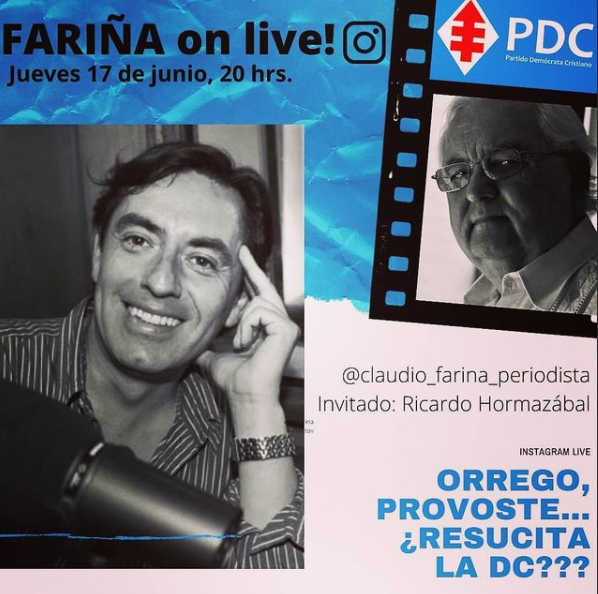 FARIÑA on live!
Jueves 17 de junio, 20 hrs.
PDC
Partido Demócrata Cristiano
@claudio_farina_periodista
Invitado: Ricardo Hormazábal
INSTAGRAM LIVE
ORREGO,
PROVOSTE...
¿RESUCITA
LA DC???